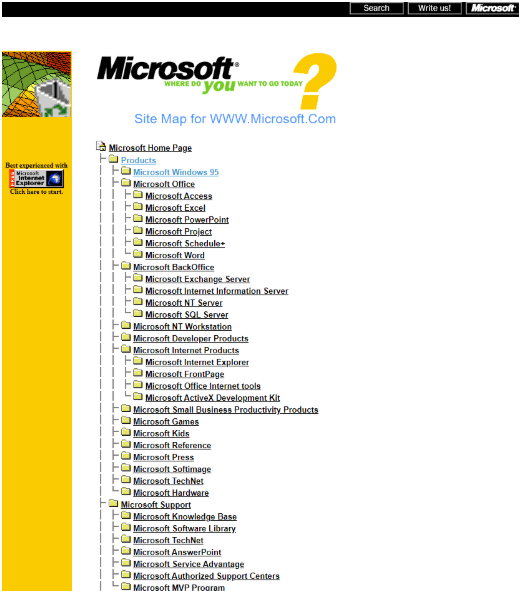 Search
Write us!
Microsoft
Microsoft
WHERE DO you WANT TO GO TODAY?
Site Map for WWW.Microsoft.Com
Best experienced with
Microsoft
Internet
Explorer
Click here to start.
Microsoft Home Page
Products
Microsoft Windows 95
Microsoft Office
Microsoft Access
Microsoft Excel
Microsoft PowerPoint
Microsoft Project
Microsoft Schedule+
Microsoft Word
Microsoft BackOffice
Microsoft Exchange Server
Microsoft Internet Information Server
Microsoft NT Server
Microsoft SQL Server
Microsoft NT Workstation
Microsoft Developer Products
Microsoft Internet Products
Microsoft Internet Explorer
Microsoft FrontPage
Microsoft Office Internet tools
Microsoft ActiveX Development Kit
Microsoft Small Business Productivity Products
Microsoft Games
Microsoft Kids
Microsoft Reference
Microsoft Press
Microsoft Softimage
Microsoft TechNet
Microsoft Hardware
Microsoft Support
Microsoft Knowledge Base
Microsoft Software Library
Microsoft TechNet
Microsoft AnswerPoint
Microsoft Service Advantage
Microsoft Authorized Support Centers
Microsoft MVP Program